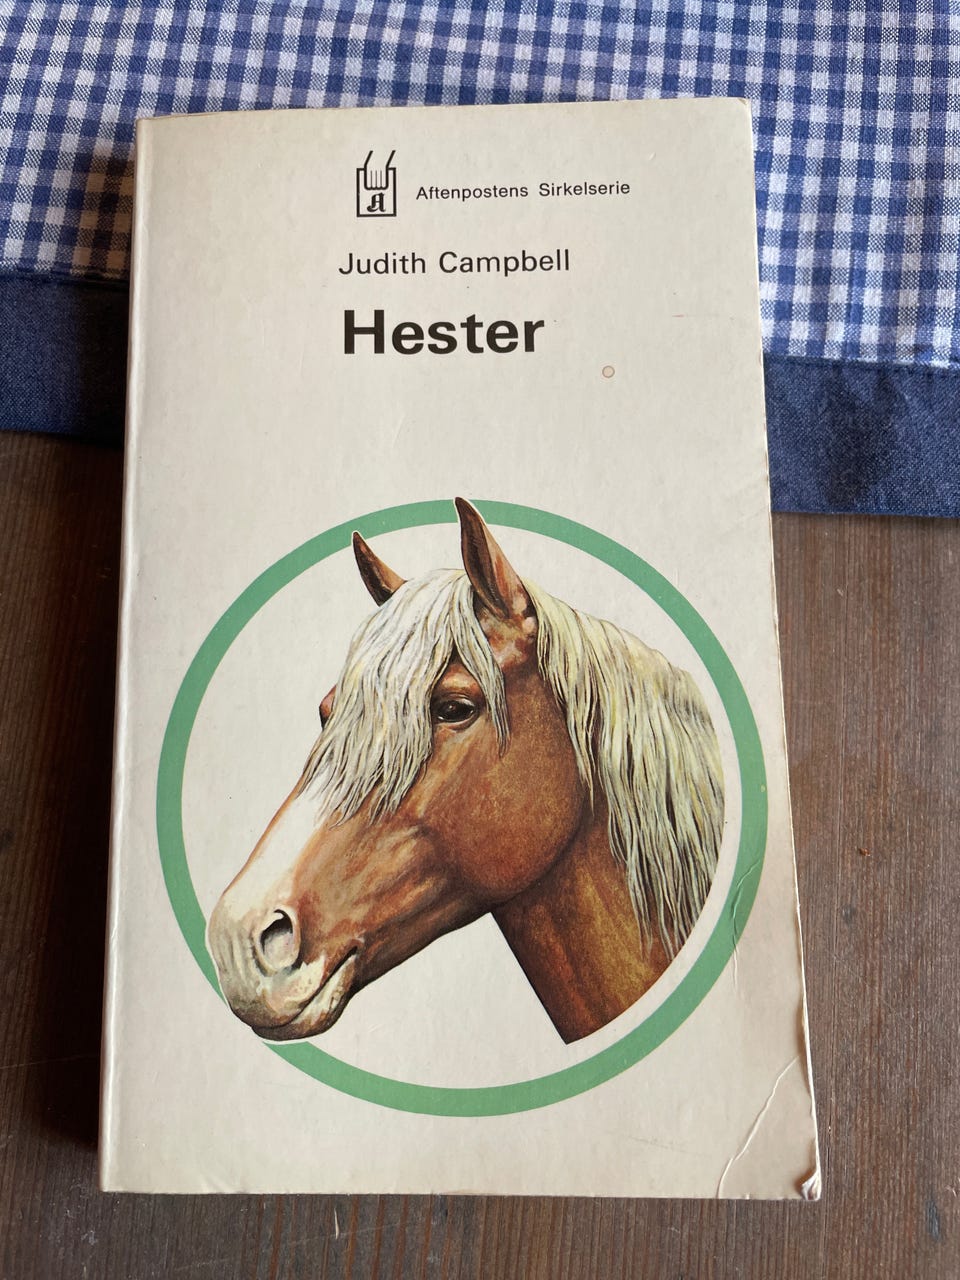 A
Aftenpostens Sirkelserie
Judith Campbell
Hester